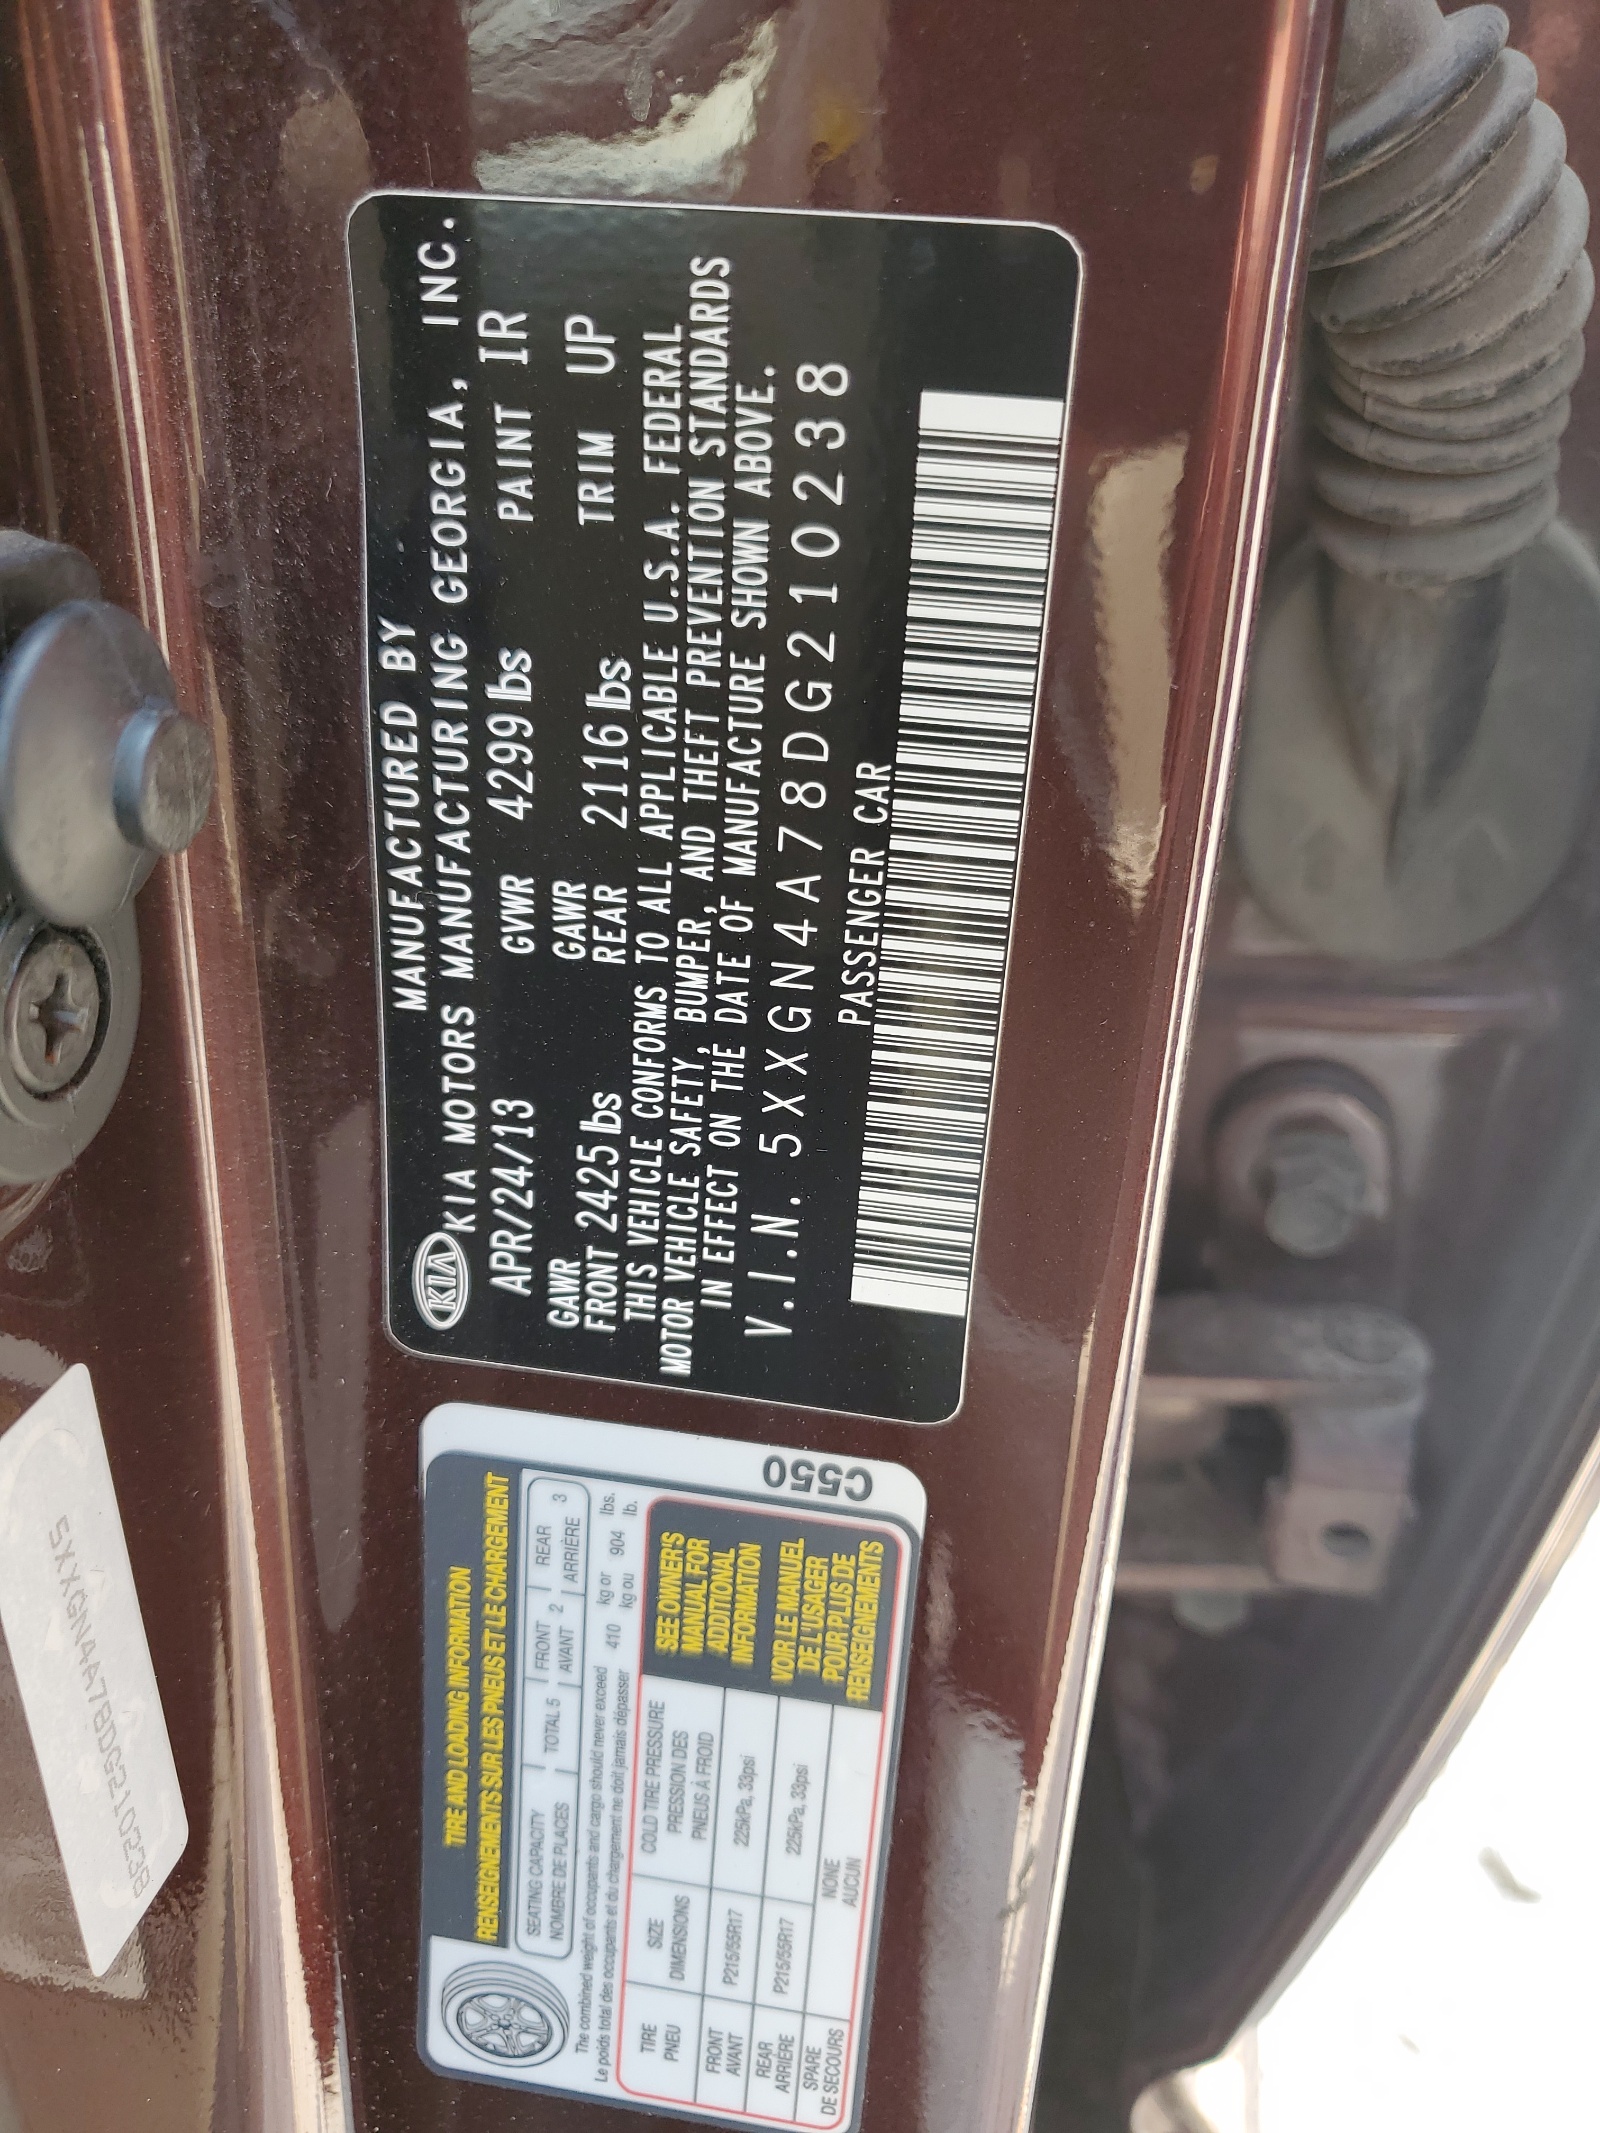 MANUFACTURED BY
KIA KIA MOTORS MANUFACTURING GEORGIA, INC.
APR/24/13 GVWR 4299 lbs PAINT IR
GAWR FRONT 2425 lbs GAWR REAR 2116 lbs TRIM UP
THIS VEHICLE CONFORMS TO ALL APPLICABLE U.S.A. FEDERAL
MOTOR VEHICLE SAFETY, BUMPER, AND THEFT PREVENTION STANDARDS
IN EFFECT ON THE DATE OF MANUFACTURE SHOWN ABOVE.
V.I.N. 5XXGN4A78DG210238
PASSENGER CAR
TIRE AND LOADING INFORMATION
RENSEIGNEMENTS SUR LES PNEUS ET LE CHARGEMENT
SEATING CAPACITY TOTAL 5 FRONT 2 REAR 3
NOMBRE DE PLACES AVANT ARRIÈRE
The combined weight of occupants and cargo should never exceed 410 kg or 904 lbs.
Le poids total des occupants et du chargement ne doit jamais dépasser kg ou lb.
TIRE SIZE COLD TIRE PRESSURE
PNEU DIMENSIONS PRESSION DES
PNEUS À FROID
FRONT P215/55R17 225kPa, 33psi
AVANT
REAR P215/55R17 225kPa, 33psi
ARRIÈRE
SPARE NONE
DE SECOURS AUCUN
SEE OWNER'S
MANUAL FOR
ADDITIONAL
INFORMATION
VOIR LE MANUEL
DE L'USAGER
POUR PLUS DE
RENSEIGNEMENTS
C550
5XXGN4A78DG210238